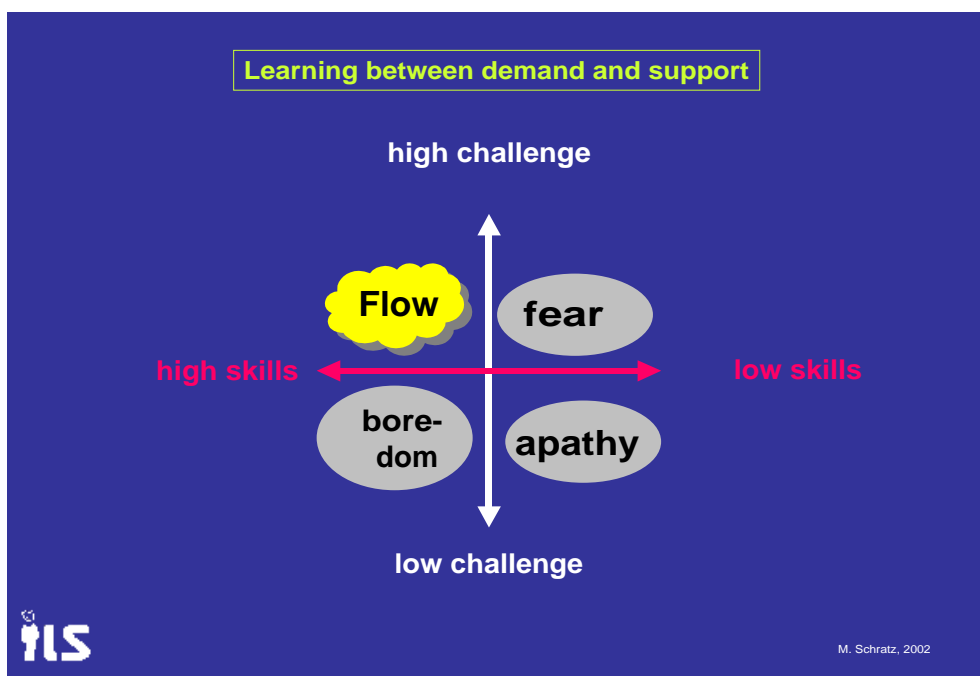 Learning between demand and support
high challenge
Flow
fear
high skills
low skills
bore-
dom
apathy
low challenge
ILS
M. Schratz, 2002